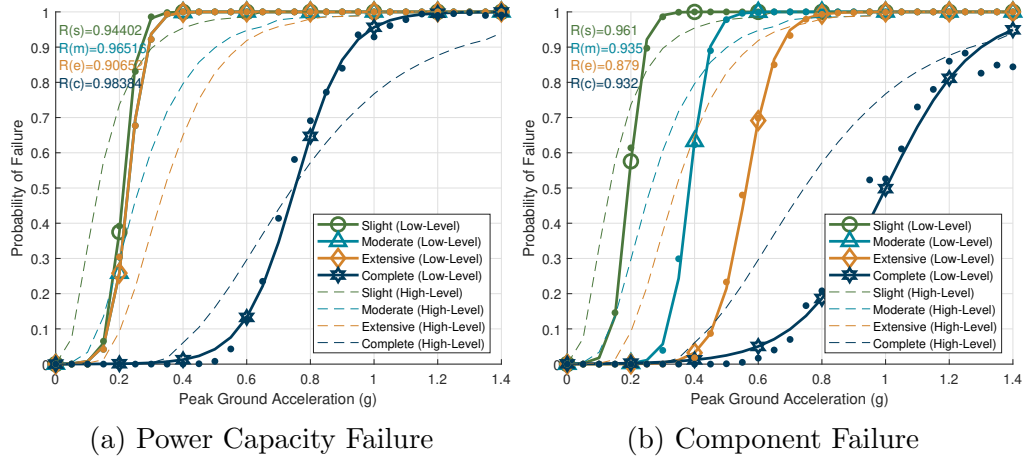 R(s)=0.94402
R(m)=0.96516
R(e)=0.90652
R(c)=0.98384
1
0.9
0.8
0.7
0.6
0.5
0.4
0.3
0.2
0.1
0
Probability of Failure
Slight (Low-Level)
Moderate (Low-Level)
Extensive (Low-Level)
Complete (Low-Level)
Slight (High-Level)
Moderate (High-Level)
Extensive (High-Level)
Complete (High-Level)
0 0.2 0.4 0.6 0.8 1 1.2 1.4
Peak Ground Acceleration (g)
(a) Power Capacity Failure
R(s)=0.961
R(m)=0.935
R(e)=0.879
R(c)=0.932
1
0.9
0.8
0.7
0.6
0.5
0.4
0.3
0.2
0.1
0
Probability of Failure
Slight (Low-Level)
Moderate (Low-Level)
Extensive (Low-Level)
Complete (Low-Level)
Slight (High-Level)
Moderate (High-Level)
Extensive (High-Level)
Complete (High-Level)
0 0.2 0.4 0.6 0.8 1 1.2 1.4
Peak Ground Acceleration (g)
(b) Component Failure